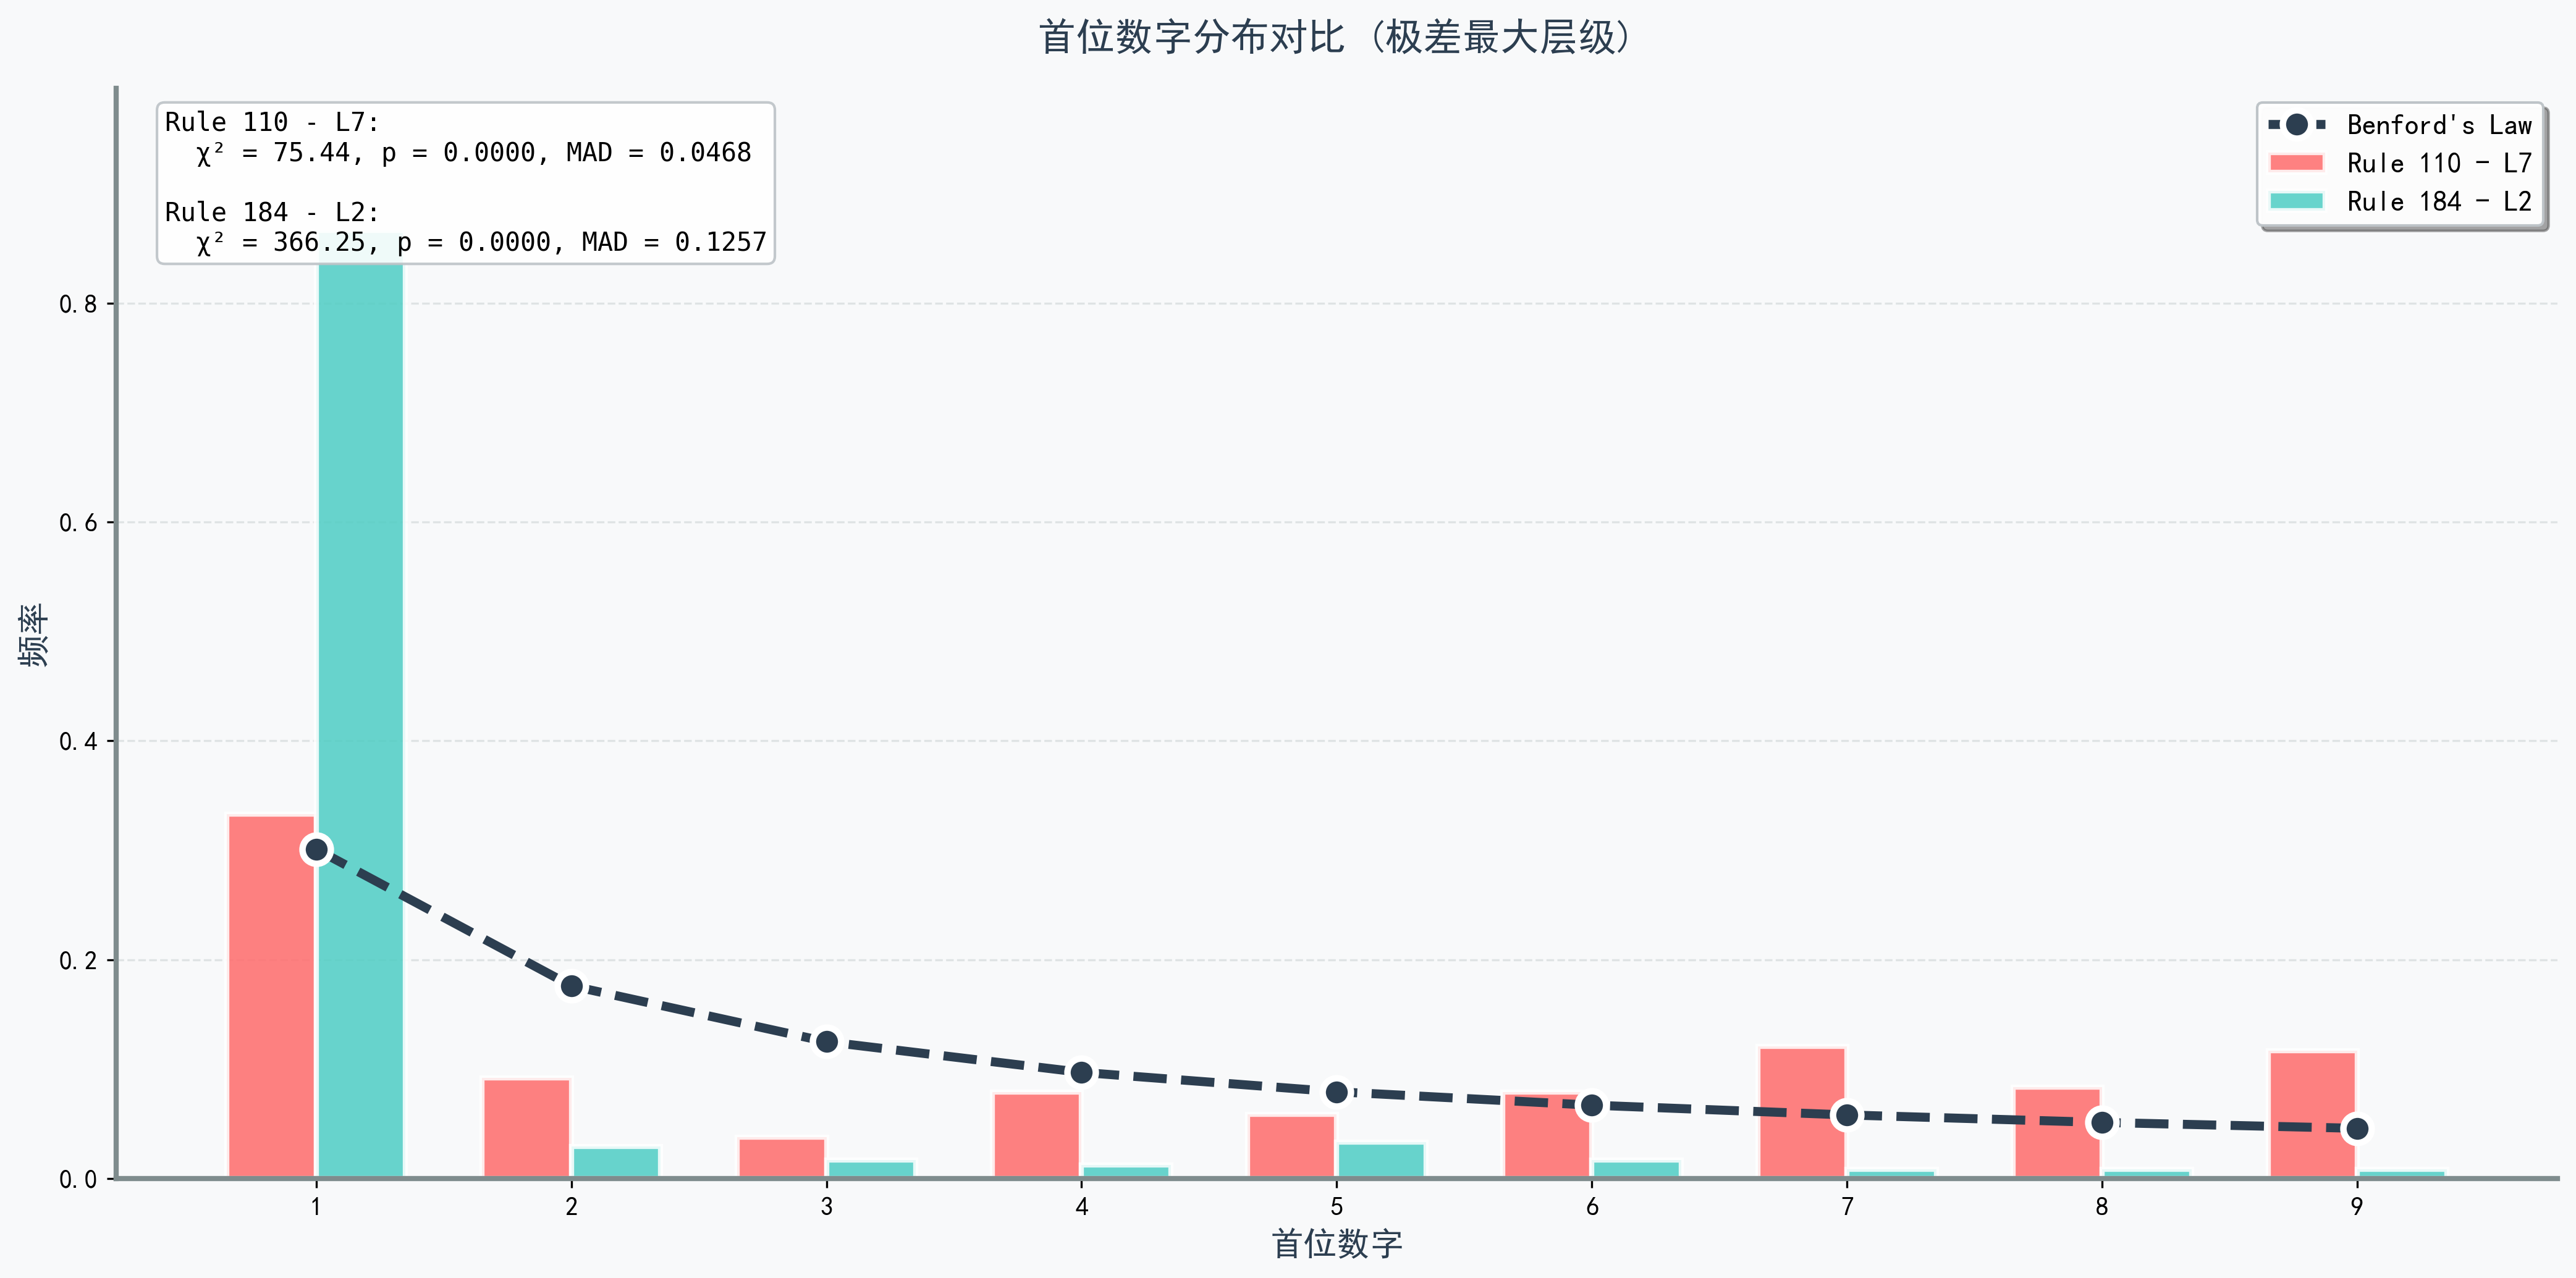 首位数字分布对比 (极差最大层级)
Rule 110 - L7:
χ² = 75.44, p = 0.0000, MAD = 0.0468
Rule 184 - L2:
χ² = 366.25, p = 0.0000, MAD = 0.1257
Benford's Law
Rule 110 - L7
Rule 184 - L2
频率
0.8
0.6
0.4
0.2
0.0
1 2 3 4 5 6 7 8 9
首位数字